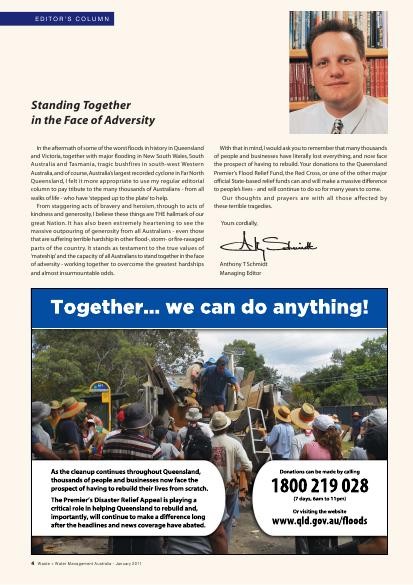 EDITOR'S COLUMN
Standing Together
in the Face of Adversity
In the aftermath of some of the worst floods in history in Queensland
and Victoria, together with major flooding in New South Wales, South
Australia and Tasmania, tragic bushfires in south-west Western
Australia, and of course, Australia's largest recorded cyclone in Far North
Queensland, I felt it more appropriate to use my regular editorial
column to pay tribute to the many thousands of Australians - from all
walks of life - who 'stepped up to the plate' to help.
From staggering acts of bravery and heroism, through to acts of
kindness and generosity, I believe these things are THE hallmark of our
great Nation. It has also been extremely heartening to see the
massive outpouring of generosity from all Australians - even those
that are suffering terrible hardship in other flood-, storm- or fire-ravaged
parts of the country. It stands as testament to the true values of
'mateship' and the capacity of all Australians to stand together in the face
of adversity - working together to overcome the greatest hardships
and almost insurmountable odds.
With that in mind, I would ask you to remember that many thousands
of people and businesses have literally lost everything, and now face
the prospect of having to rebuild. Your donations to the Queensland
Premier's Flood Relief Fund, the Red Cross, or one of the other major
official State-based relief funds can and will make a massive difference
to people's lives - and will continue to do so for many years to come.
Our thoughts and prayers are with all those affected by
these terrible tragedies.
Yours cordially,
Anthony T Schmidt
Managing Editor
Together... we can do anything!
As the cleanup continues throughout Queensland,
thousands of people and businesses now face the
prospect of having to rebuild their lives from scratch.
The Premier's Disaster Relief Appeal is playing a
critical role in helping Queensland to rebuild and,
importantly, will continue to make a difference long
after the headlines and news coverage have abated.
Donations can be made by calling
1800 219 028
(7 days, 6am to 11pm)
Or visiting the website
www.qld.gov.au/floods
4 Waste + Water Management Australia - January 2011